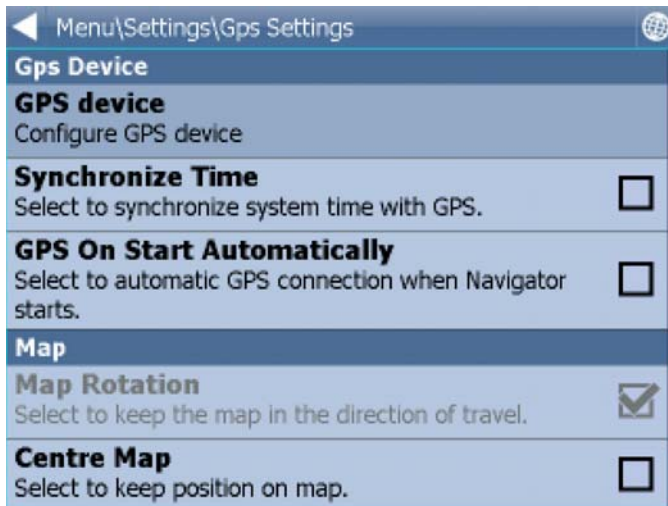 Menu\Settings\Gps Settings
Gps Device
GPS device
Configure GPS device
Synchronize Time
Select to synchronize system time with GPS.
GPS On Start Automatically
Select to automatic GPS connection when Navigator
starts.
Map
Map Rotation
Select to keep the map in the direction of travel.
Centre Map
Select to keep position on map.